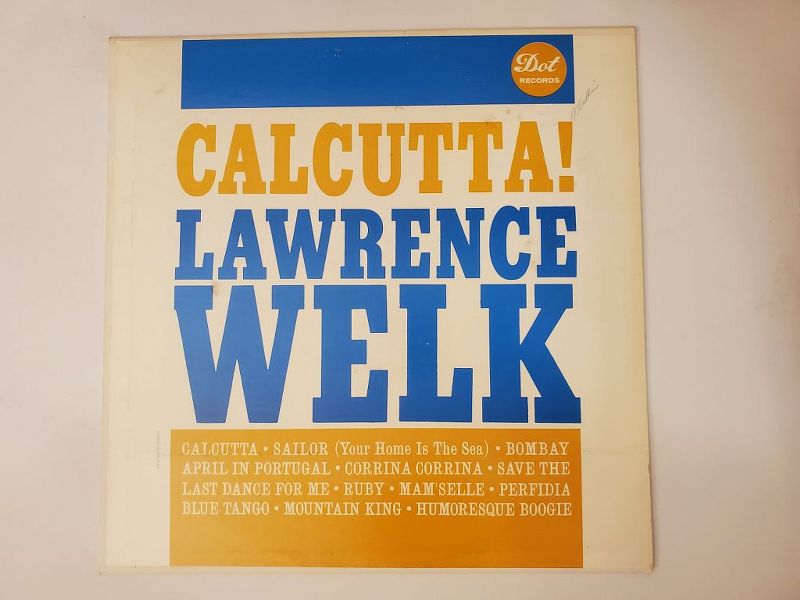 Dot
RECORDS
CALCUTTA!
LAWRENCE
WELK
CALCUTTA • SAILOR (Your Home Is The Sea) • BOMBAY
APRIL IN PORTUGAL • CORRINA CORRINA • SAVE THE
LAST DANCE FOR ME • RUBY • MAM'SELLE • PERFIDIA
BLUE TANGO • MOUNTAIN KING • HUMORESQUE BOOGIE